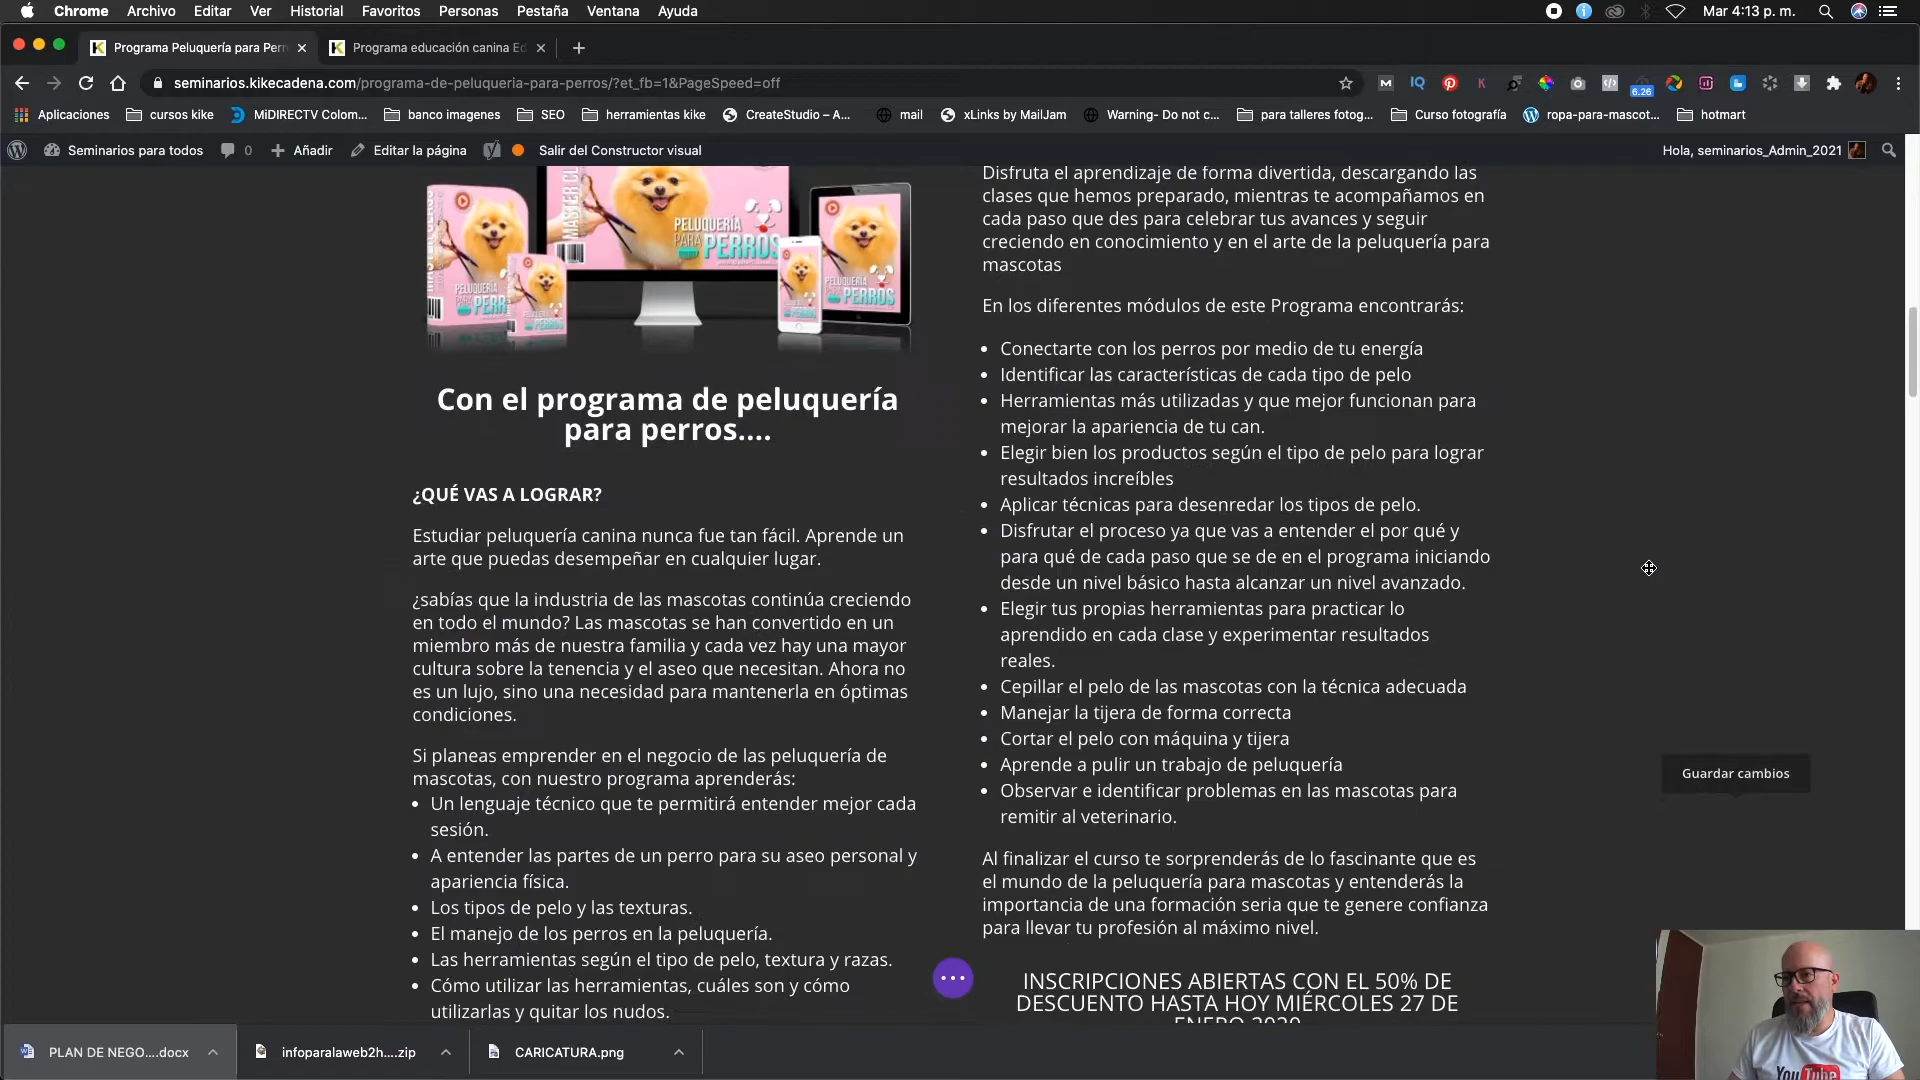 Chrome Archivo Editar Ver Historial Favoritos Personas Pestaña Ventana Ayuda
Mar 4:13 p. m.
Programa Peluquería para Perr
Programa educación canina Ed
seminarios.kikecadena.com/programa-de-peluqueria-para-perros/?et_fb=1&PageSpeed=off
6.26
Aplicaciones cursos kike MiDIRECTV Colom... banco imagenes SEO herramientas kike CreateStudio – A... mail xLinks by MailJam Warning- Do not c... para talleres fotog... Curso fotografía ropa-para-mascot... hotmart
Seminarios para todos 0 Añadir Editar la página Salir del Constructor visual Hola, seminarios_Admin_2021
MASTER CL
PELUQUERÍA
PARA PERROS
PELUQUERÍA
PARA PERR
PELUQUERÍA
PERROS
Con el programa de peluquería
para perros....
¿QUÉ VAS A LOGRAR?
Estudiar peluquería canina nunca fue tan fácil. Aprende un
arte que puedas desempeñar en cualquier lugar.
¿sabías que la industria de las mascotas continúa creciendo
en todo el mundo? Las mascotas se han convertido en un
miembro más de nuestra familia y cada vez hay una mayor
cultura sobre la tenencia y el aseo que necesitan. Ahora no
es un lujo, sino una necesidad para mantenerla en óptimas
condiciones.
Si planeas emprender en el negocio de las peluquería de
mascotas, con nuestro programa aprenderás:
• Un lenguaje técnico que te permitirá entender mejor cada
sesión.
• A entender las partes de un perro para su aseo personal y
apariencia física.
• Los tipos de pelo y las texturas.
• El manejo de los perros en la peluquería.
• Las herramientas según el tipo de pelo, textura y razas.
• Cómo utilizar las herramientas, cuáles son y cómo
utilizarlas y quitar los nudos.
Disfruta el aprendizaje de forma divertida, descargando las
clases que hemos preparado, mientras te acompañamos en
cada paso que des para celebrar tus avances y seguir
creciendo en conocimiento y en el arte de la peluquería para
mascotas
En los diferentes módulos de este Programa encontrarás:
• Conectarte con los perros por medio de tu energía
• Identificar las características de cada tipo de pelo
• Herramientas más utilizadas y que mejor funcionan para
mejorar la apariencia de tu can.
• Elegir bien los productos según el tipo de pelo para lograr
resultados increíbles
• Aplicar técnicas para desenredar los tipos de pelo.
• Disfrutar el proceso ya que vas a entender el por qué y
para qué de cada paso que se de en el programa iniciando
desde un nivel básico hasta alcanzar un nivel avanzado.
• Elegir tus propias herramientas para practicar lo
aprendido en cada clase y experimentar resultados
reales.
• Cepillar el pelo de las mascotas con la técnica adecuada
• Manejar la tijera de forma correcta
• Cortar el pelo con máquina y tijera
• Aprende a pulir un trabajo de peluquería
• Observar e identificar problemas en las mascotas para
remitir al veterinario.
Al finalizar el curso te sorprenderás de lo fascinante que es
el mundo de la peluquería para mascotas y entenderás la
importancia de una formación seria que te genere confianza
para llevar tu profesión al máximo nivel.
INSCRIPCIONES ABIERTAS CON EL 50% DE
DESCUENTO HASTA HOY MIÉRCOLES 27 DE
ENERO 2020
Guardar cambios
PLAN DE NEGO....docx infoparalaweb2h....zip CARICATURA.png
YouTube